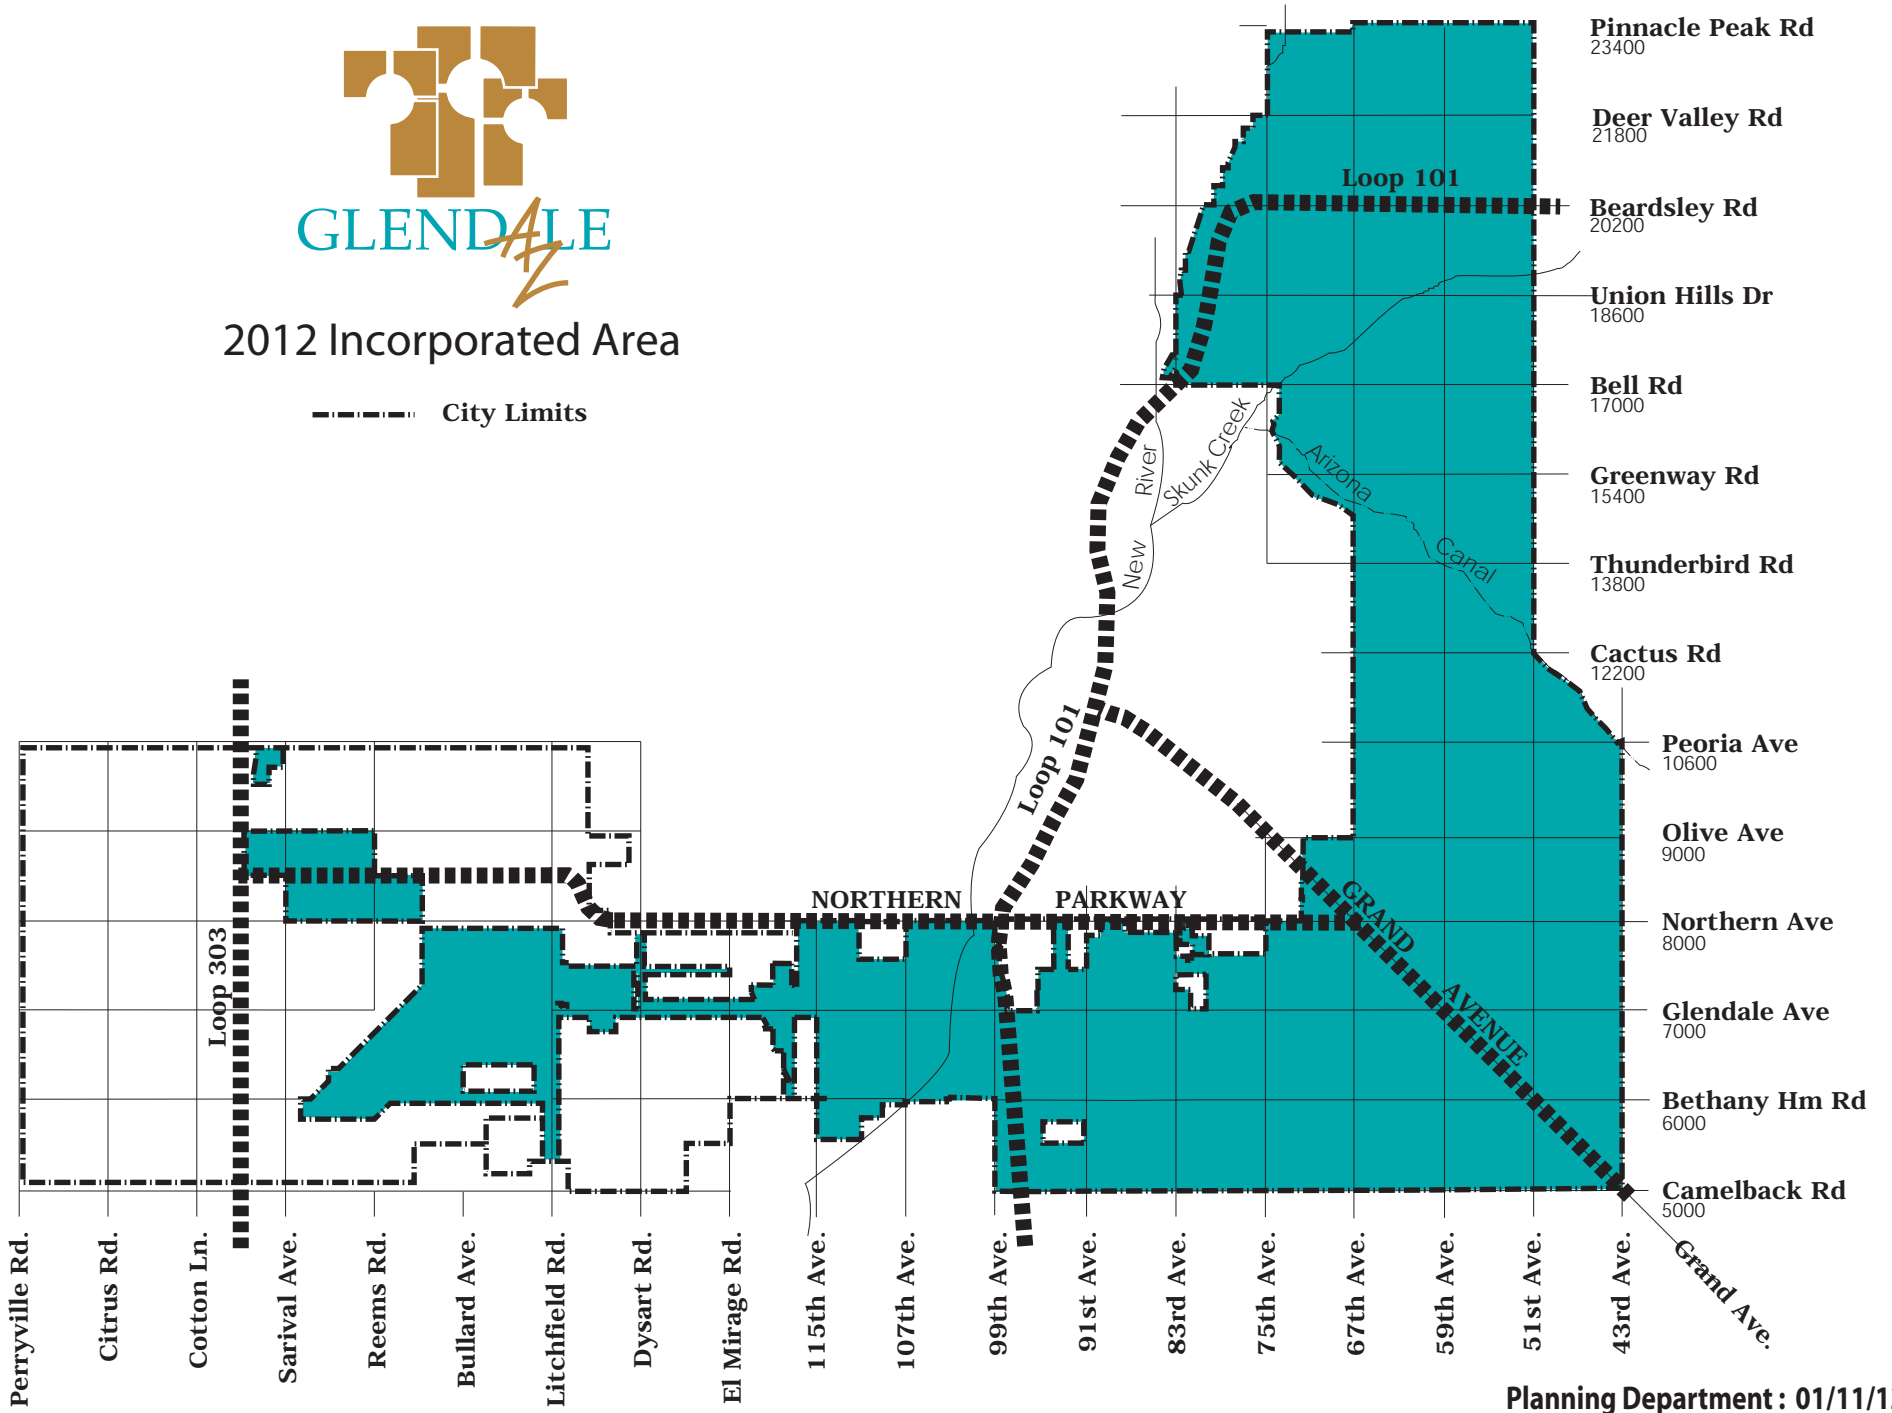 GLENDALE
AZ
2012 Incorporated Area
City Limits
Pinnacle Peak Rd
23400
Deer Valley Rd
21800
Loop 101
Beardsley Rd
20200
Union Hills Dr
18600
Bell Rd
17000
Skunk Creek
River
Arizona
Greenway Rd
15400
New
Canal
Thunderbird Rd
13800
Cactus Rd
12200
Loop 101
Peoria Ave
10600
Olive Ave
9000
NORTHERN PARKWAY
GRAND
Northern Ave
8000
Loop 303
AVENUE
Glendale Ave
7000
Bethany Hm Rd
6000
Camelback Rd
5000
Perryville Rd.
Citrus Rd.
Cotton Ln.
Sarival Ave.
Reems Rd.
Bullard Ave.
Litchfield Rd.
Dysart Rd.
El Mirage Rd.
115th Ave.
107th Ave.
99th Ave.
91st Ave.
83rd Ave.
75th Ave.
67th Ave.
59th Ave.
51st Ave.
43rd Ave.
Grand Ave.
Planning Department : 01/11/1